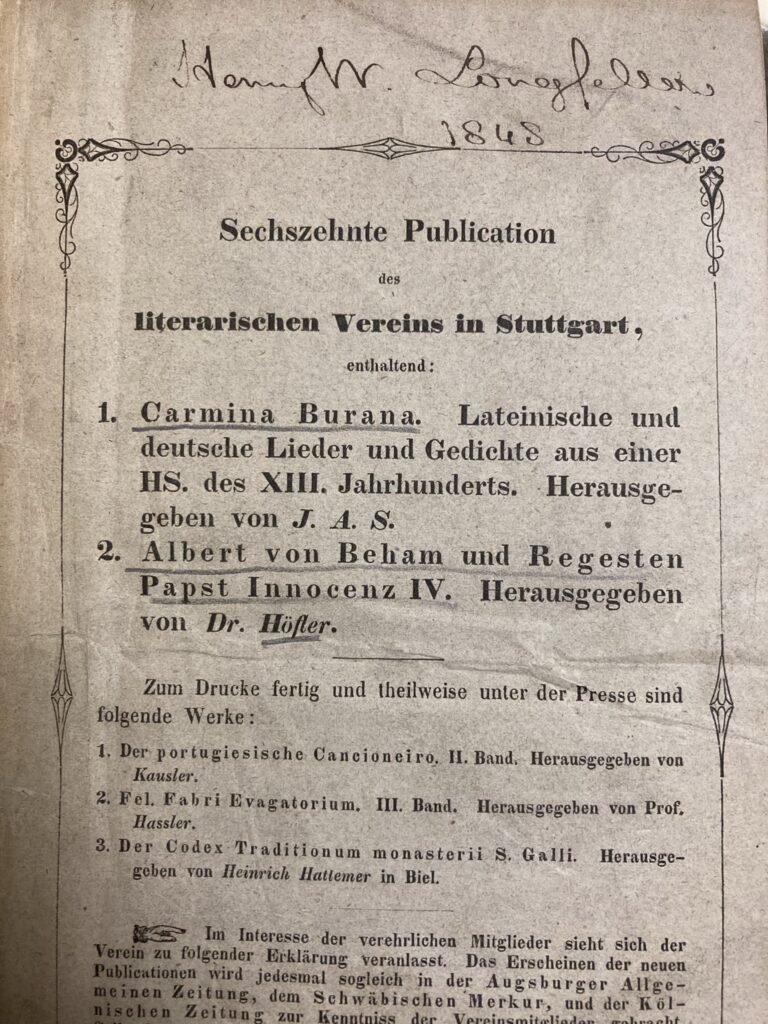 Henry W. Longfellow
1848
Sechszehnte Publication
des
literarischen Vereins in Stuttgart,
enthaltend:
1. Carmina Burana. Lateinische und
deutsche Lieder und Gedichte aus einer
HS. des XIII. Jahrhunderts. Herausge-
geben von J. A. S.
2. Albert von Beham und Regesten
Papst Innocenz IV. Herausgegeben
von Dr. Höfler.
Zum Drucke fertig und theilweise unter der Presse sind
folgende Werke:
1. Der portugiesische Cancioneiro. II. Band. Herausgegeben von
Kausler.
2. Fel. Fabri Evagatorium. III. Band. Herausgegeben von Prof.
Hassler.
3. Der Codex Traditionum monasterii S. Galli. Herausge-
geben von Heinrich Hattemer in Biel.
Im Interesse der verehrlichen Mitglieder sieht sich der
Verein zu folgender Erklärung veranlasst. Das Erscheinen der neuen
Publicationen wird jedesmal sogleich in der Augsburger Allge-
meinen Zeitung, dem Schwäbischen Merkur, und der Köl-
nischen Zeitung zur Kenntniss der Vereinsmitglieder gebracht